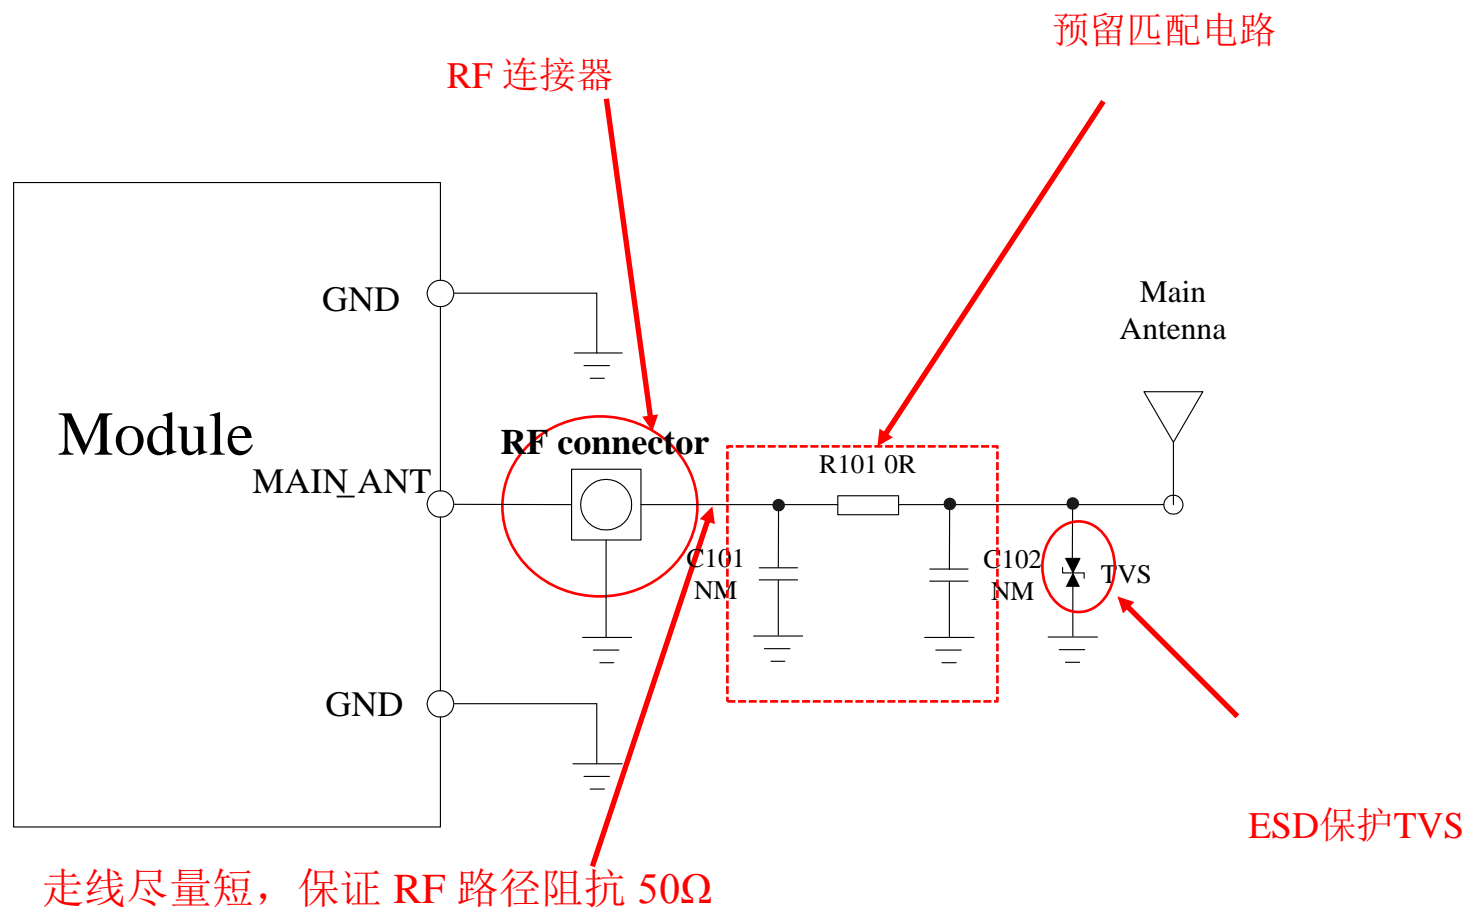 预留匹配电路
RF 连接器
GND
Main
Antenna
Module
RF connector
MAIN_ANT
R101 0R
C101
NM
C102
NM
TVS
GND
ESD保护TVS
走线尽量短，保证 RF 路径阻抗 50Ω